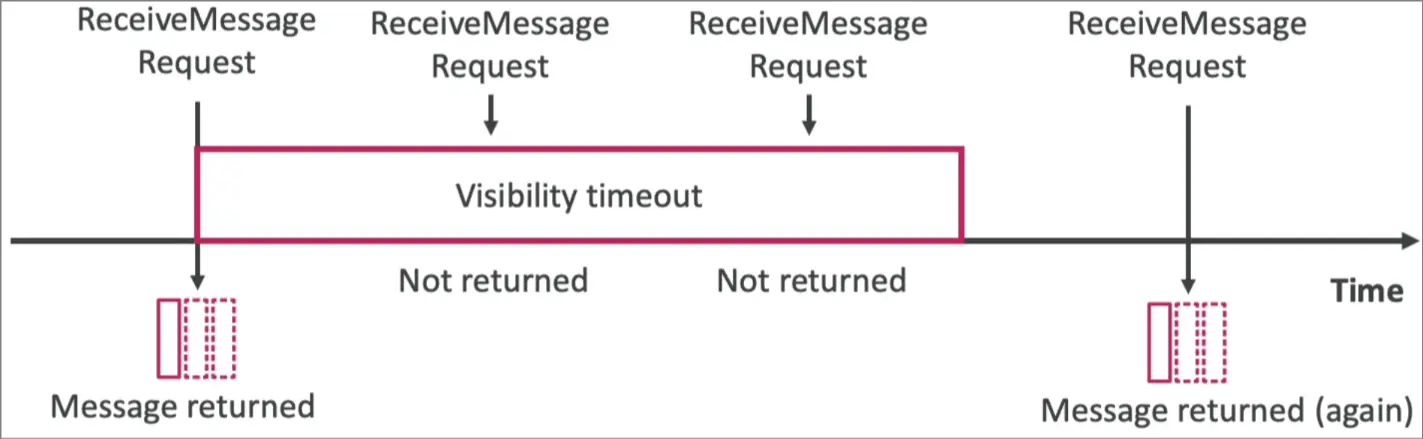 ReceiveMessage
Request
ReceiveMessage
Request
ReceiveMessage
Request
ReceiveMessage
Request
Visibility timeout
Not returned
Not returned
Time
Message returned
Message returned (again)